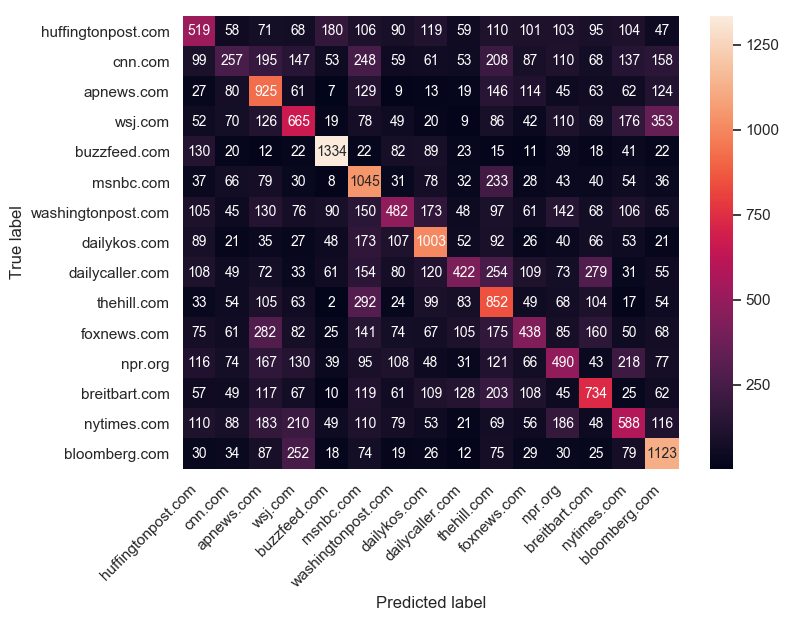 huffingtonpost.com 519 58 71 68 180 106 90 119 59 110 101 103 95 104 47
cnn.com 99 257 195 147 53 248 59 61 53 208 87 110 68 137 158
apnews.com 27 80 925 61 7 129 9 13 19 146 114 45 63 62 124
wsj.com 52 70 126 665 19 78 49 20 9 86 42 110 69 176 353
buzzfeed.com 130 20 12 22 1334 22 82 89 23 15 11 39 18 41 22
msnbc.com 37 66 79 30 8 1045 31 78 32 233 28 43 40 54 36
washingtonpost.com 105 45 130 76 90 150 482 173 48 97 61 142 68 106 65
dailykos.com 89 21 35 27 48 173 107 1003 52 92 26 40 66 53 21
dailycaller.com 108 49 72 33 61 154 80 120 422 254 109 73 279 31 55
thehill.com 33 54 105 63 2 292 24 99 83 852 49 68 104 17 54
foxnews.com 75 61 282 82 25 141 74 67 105 175 438 85 160 50 68
npr.org 116 74 167 130 39 95 108 48 31 121 66 490 43 218 77
breitbart.com 57 49 117 67 10 119 61 109 128 203 108 45 734 25 62
nytimes.com 110 88 183 210 49 110 79 53 21 69 56 186 48 588 116
bloomberg.com 30 34 87 252 18 74 19 26 12 75 29 30 25 79 1123
True label
huffingtonpost.com
cnn.com
apnews.com
wsj.com
buzzfeed.com
msnbc.com
washingtonpost.com
dailykos.com
dailycaller.com
thehill.com
foxnews.com
npr.org
breitbart.com
nytimes.com
bloomberg.com
Predicted label
1250
1000
750
500
250